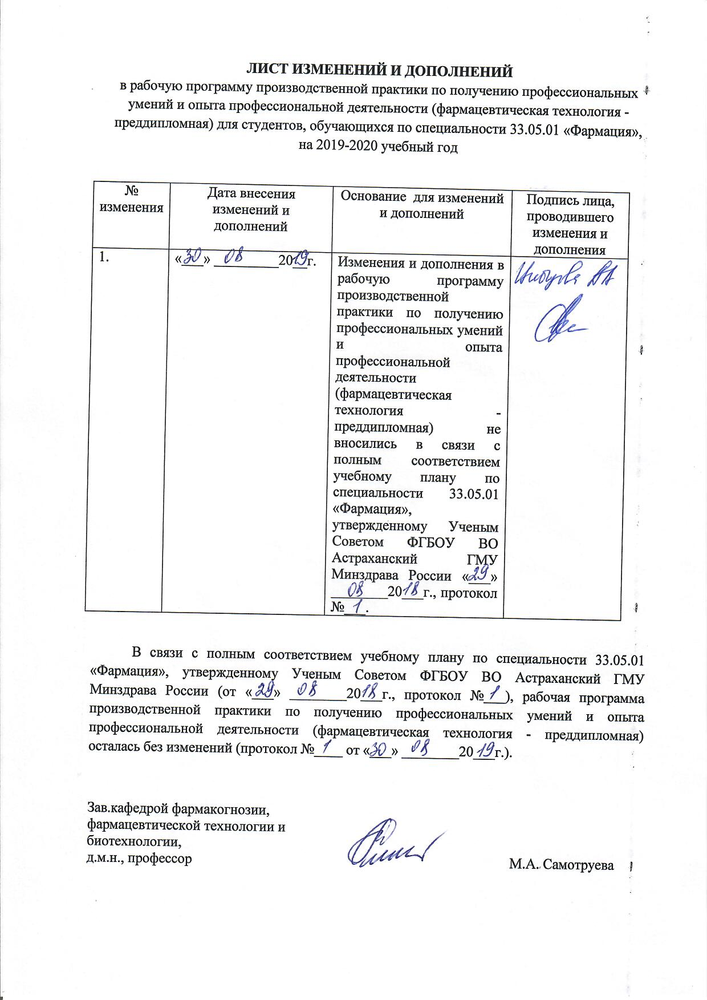 ЛИСТ ИЗМЕНЕНИЙ И ДОПОЛНЕНИЙ
в рабочую программу производственной практики по получению профессиональных
умений и опыта профессиональной деятельности (фармацевтическая технология -
преддипломная) для студентов, обучающихся по специальности 33.05.01 «Фармация»,
на 2019-2020 учебный год
№
изменения
Дата внесения
изменений и
дополнений
Основание для изменений
и дополнений
Подпись лица,
проводившего
изменения и
дополнения
1.
«30» 08 2019г.
Изменения и дополнения в
рабочую программу
производственной
практики по получению
профессиональных умений
и опыта
профессиональной
деятельности
(фармацевтическая
технология -
преддипломная) не
вносились в связи с
полным соответствием
учебному плану по
специальности 33.05.01
«Фармация»,
утвержденному Ученым
Советом ФГБОУ ВО
Астраханский ГМУ
Минздрава России «29»
08 2018 г., протокол
№ 1.
В связи с полным соответствием учебному плану по специальности 33.05.01
«Фармация», утвержденному Ученым Советом ФГБОУ ВО Астраханский ГМУ
Минздрава России (от «29» 08 2018 г., протокол № 1), рабочая программа
производственной практики по получению профессиональных умений и опыта
профессиональной деятельности (фармацевтическая технология - преддипломная)
осталась без изменений (протокол № 1 от «30» 08 2019 г.).
Зав.кафедрой фармакогнозии,
фармацевтической технологии и
биотехнологии,
д.м.н., профессор
М.А. Самотруева